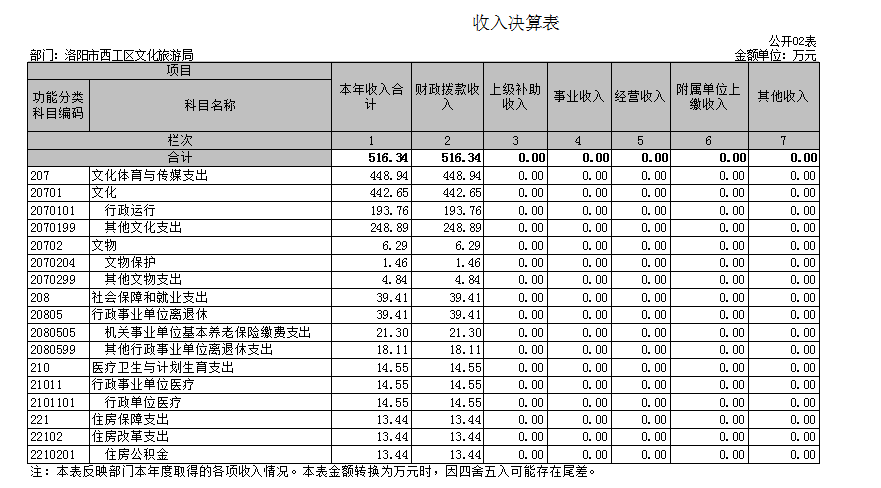 收入决算表
公开02表
部门：洛阳市西工区文化旅游局 金额单位：万元
项目 本年收入合计 财政拨款收入 上级补助收入 事业收入 经营收入 附属单位上缴收入 其他收入
功能分类科目编码 科目名称
栏次 1 2 3 4 5 6 7
合计 516.34 516.34 0.00 0.00 0.00 0.00 0.00
207 文化体育与传媒支出 448.94 448.94 0.00 0.00 0.00 0.00 0.00
20701 文化 442.65 442.65 0.00 0.00 0.00 0.00 0.00
2070101 行政运行 193.76 193.76 0.00 0.00 0.00 0.00 0.00
2070199 其他文化支出 248.89 248.89 0.00 0.00 0.00 0.00 0.00
20702 文物 6.29 6.29 0.00 0.00 0.00 0.00 0.00
2070204 文物保护 1.46 1.46 0.00 0.00 0.00 0.00 0.00
2070299 其他文物支出 4.84 4.84 0.00 0.00 0.00 0.00 0.00
208 社会保障和就业支出 39.41 39.41 0.00 0.00 0.00 0.00 0.00
20805 行政事业单位离退休 39.41 39.41 0.00 0.00 0.00 0.00 0.00
2080505 机关事业单位基本养老保险缴费支出 21.30 21.30 0.00 0.00 0.00 0.00 0.00
2080599 其他行政事业单位离退休支出 18.11 18.11 0.00 0.00 0.00 0.00 0.00
210 医疗卫生与计划生育支出 14.55 14.55 0.00 0.00 0.00 0.00 0.00
21011 行政事业单位医疗 14.55 14.55 0.00 0.00 0.00 0.00 0.00
2101101 行政单位医疗 14.55 14.55 0.00 0.00 0.00 0.00 0.00
221 住房保障支出 13.44 13.44 0.00 0.00 0.00 0.00 0.00
22102 住房改革支出 13.44 13.44 0.00 0.00 0.00 0.00 0.00
2210201 住房公积金 13.44 13.44 0.00 0.00 0.00 0.00 0.00
注：本表反映部门本年度取得的各项收入情况。本表金额转换为万元时，因四舍五入可能存在尾差。